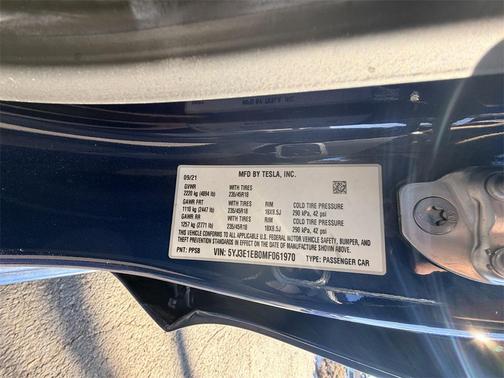 09/21 MFD BY TESLA, INC.
GVWR WITH TIRES
2220 kg (4894 lb) 235/45R18
GAWR FRT WITH TIRES RIM COLD TIRE PRESSURE
1110 kg (2447 lb) 235/45R18 18X8.5J 290 kPa, 42 psi
GAWR RR WITH TIRES RIM COLD TIRE PRESSURE
1257 kg (2771 lb) 235/45R18 18X8.5J 290 kPa, 42 psi
THIS VEHICLE CONFORMS TO ALL APPLICABLE U.S. FEDERAL MOTOR VEHICLE SAFETY, BUMPER, AND
THEFT PREVENTION STANDARDS IN EFFECT ON THE DATE OF MANUFACTURE SHOWN ABOVE.
PNT: PPSB VIN: 5YJ3E1EB0MF061970 TYPE: PASSENGER CAR